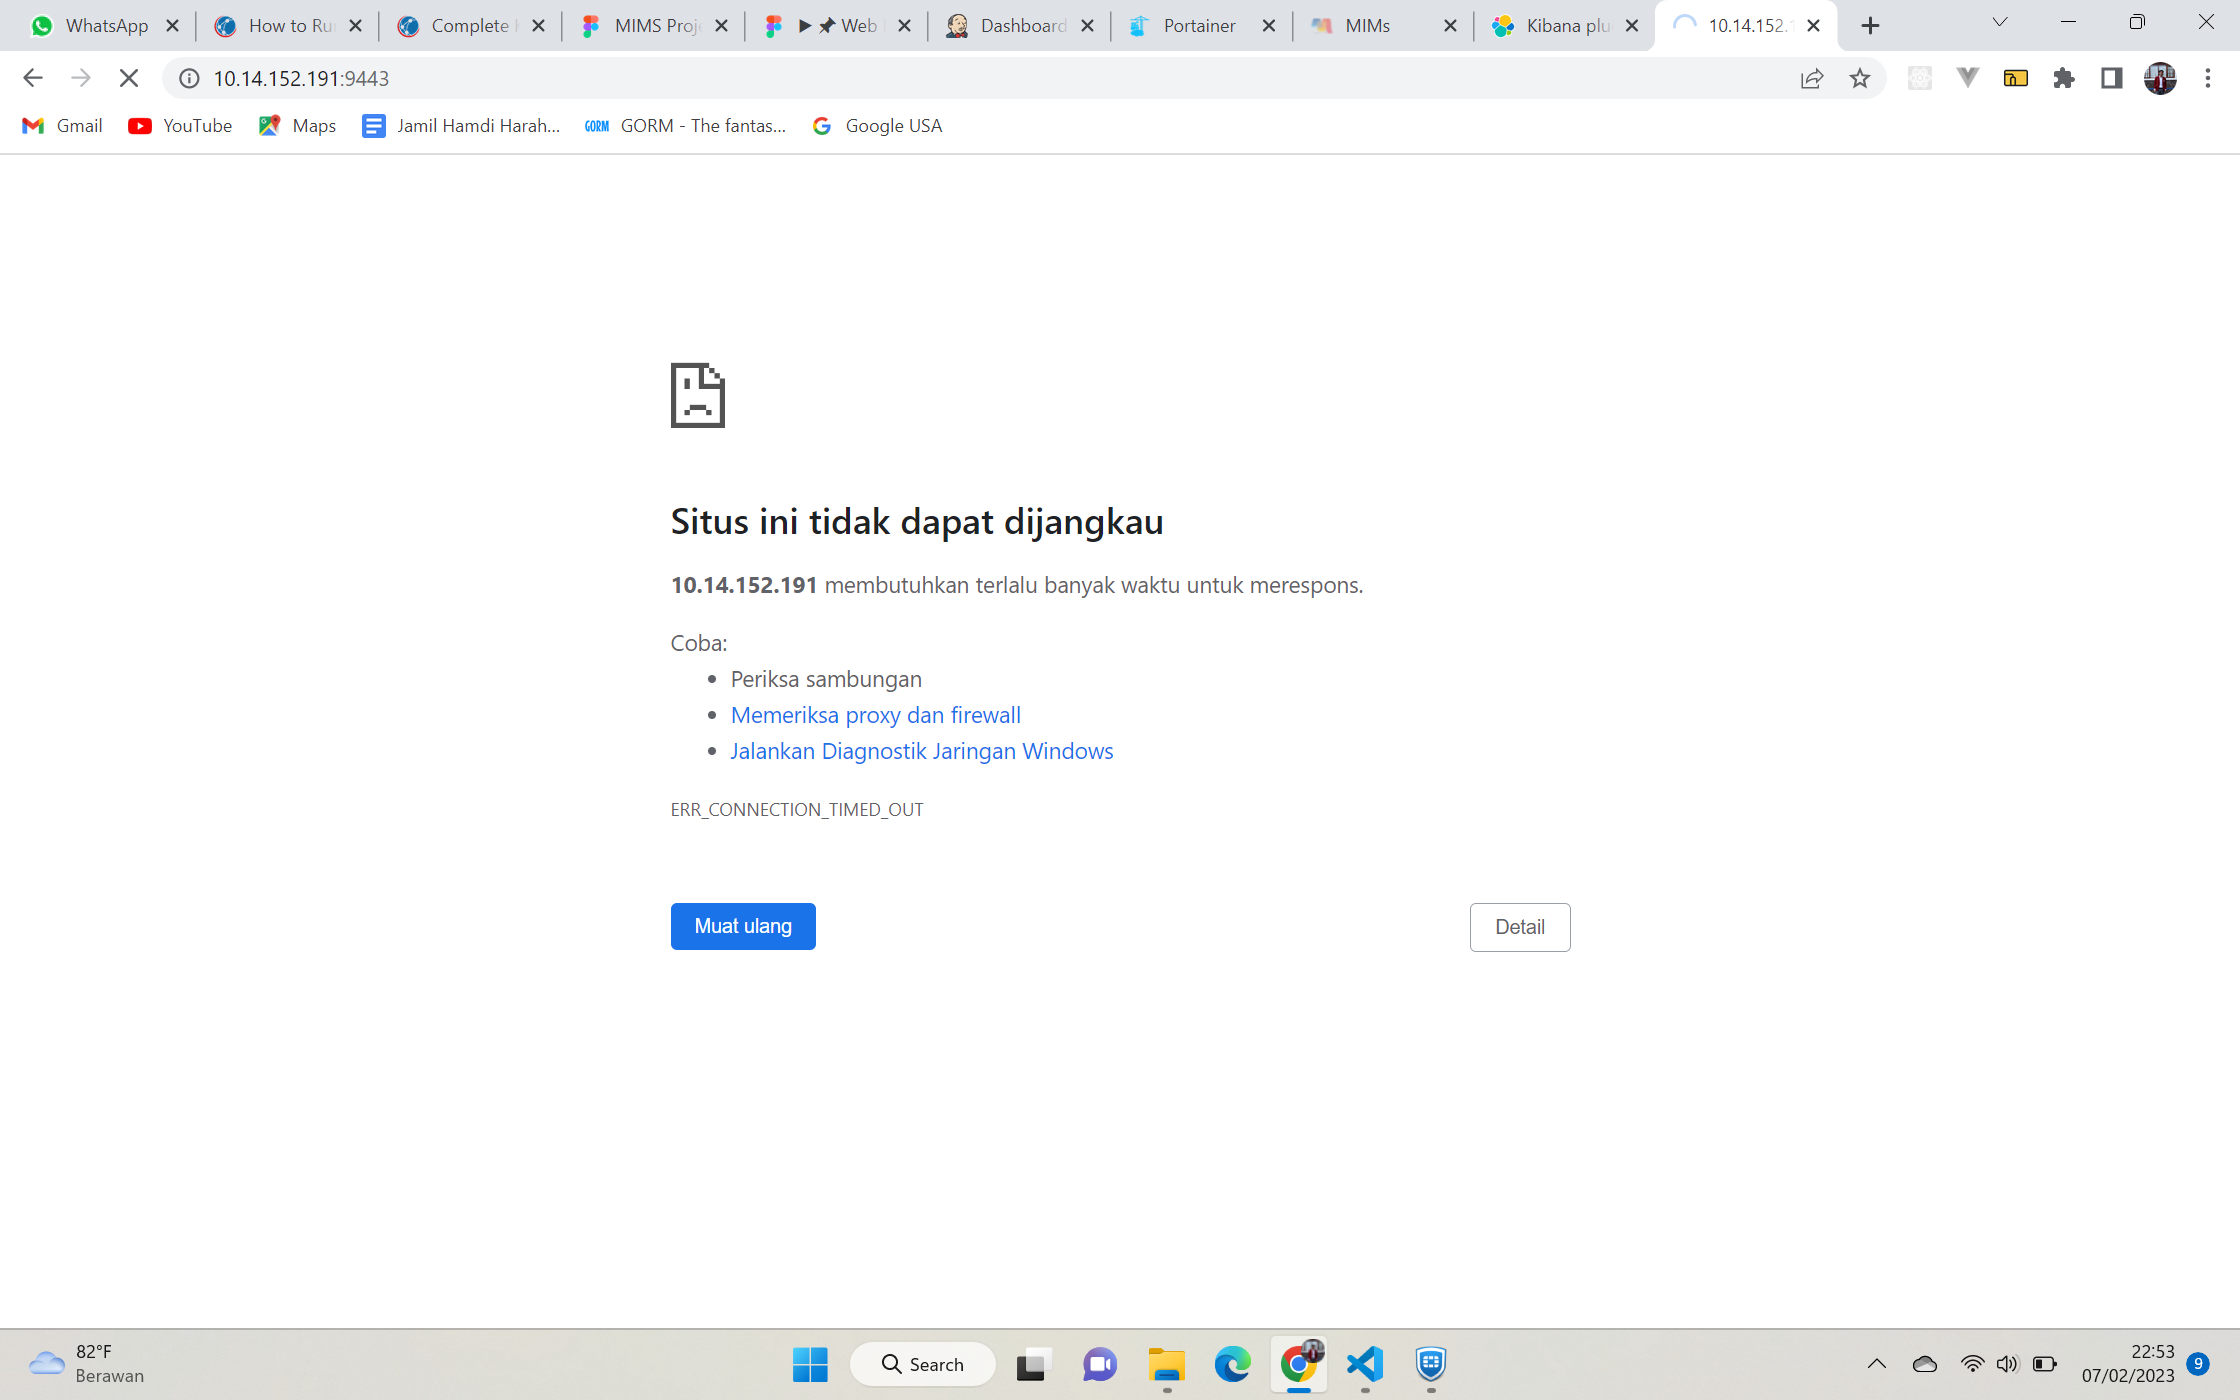 WhatsApp
How to Ru
Complete
MIMS Proj
Web
Dashboard
Portainer
MIMs
Kibana plu
10.14.152.1
10.14.152.191:9443
Gmail
YouTube
Maps
Jamil Hamdi Harah...
GORM
GORM - The fantas...
Google USA
Situs ini tidak dapat dijangkau
10.14.152.191 membutuhkan terlalu banyak waktu untuk merespons.
Coba:
Periksa sambungan
Memeriksa proxy dan firewall
Jalankan Diagnostik Jaringan Windows
ERR_CONNECTION_TIMED_OUT
Muat ulang
Detail
82°F
Berawan
Search
22:53
07/02/2023
9